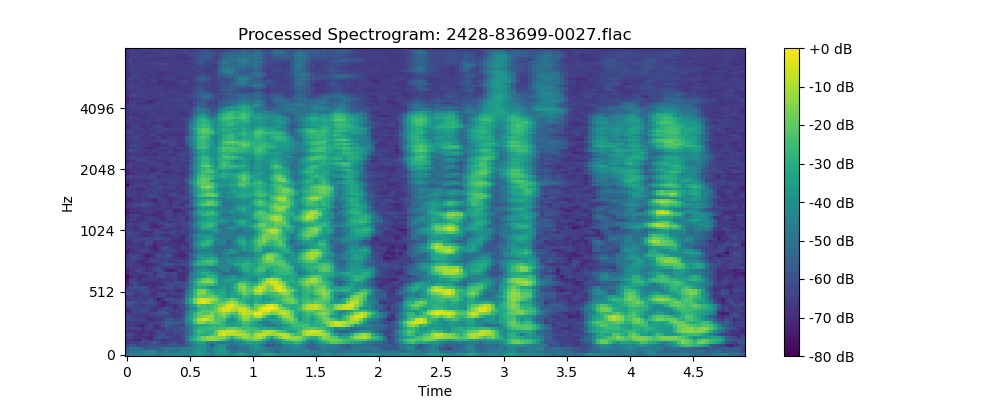 Processed Spectrogram: 2428-83699-0027.flac
Hz
4096
2048
1024
512
0
0
0.5
1
1.5
2
2.5
3
3.5
4
4.5
Time
+0 dB
-10 dB
-20 dB
-30 dB
-40 dB
-50 dB
-60 dB
-70 dB
-80 dB